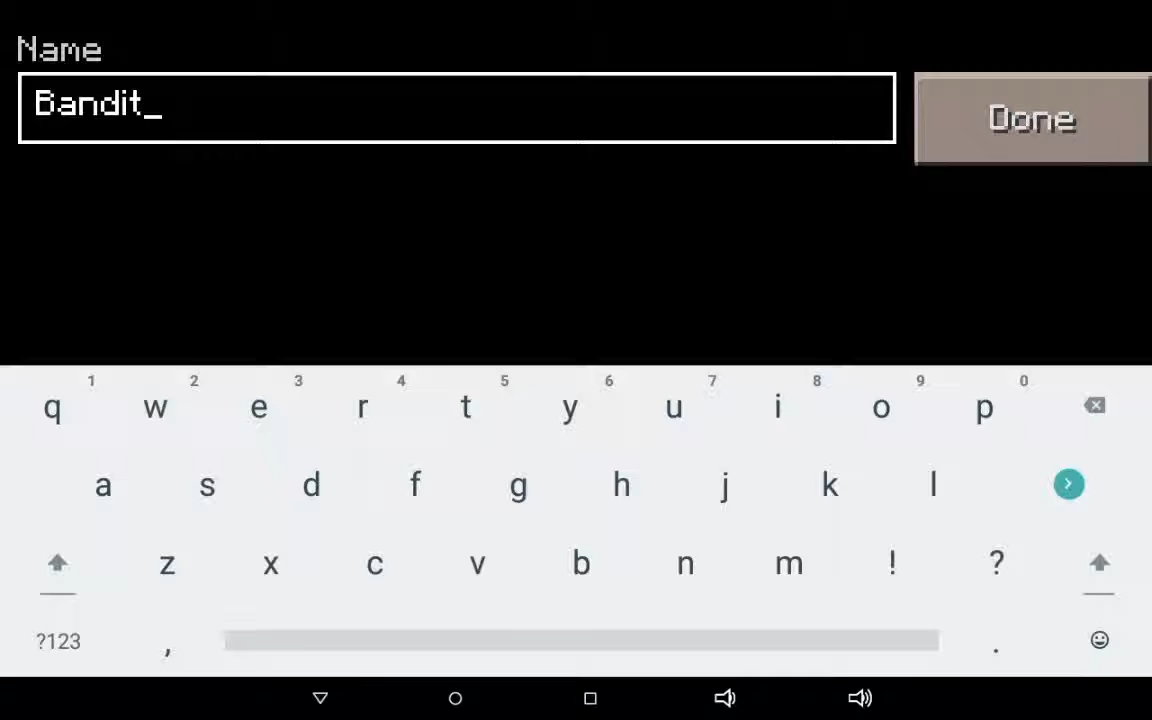 Name
Bandit_
Done
1 2 3 4 5 6 7 8 9 0
q w e r t y u i o p
a s d f g h j k l
z x c v b n m ! ?
?123 , .